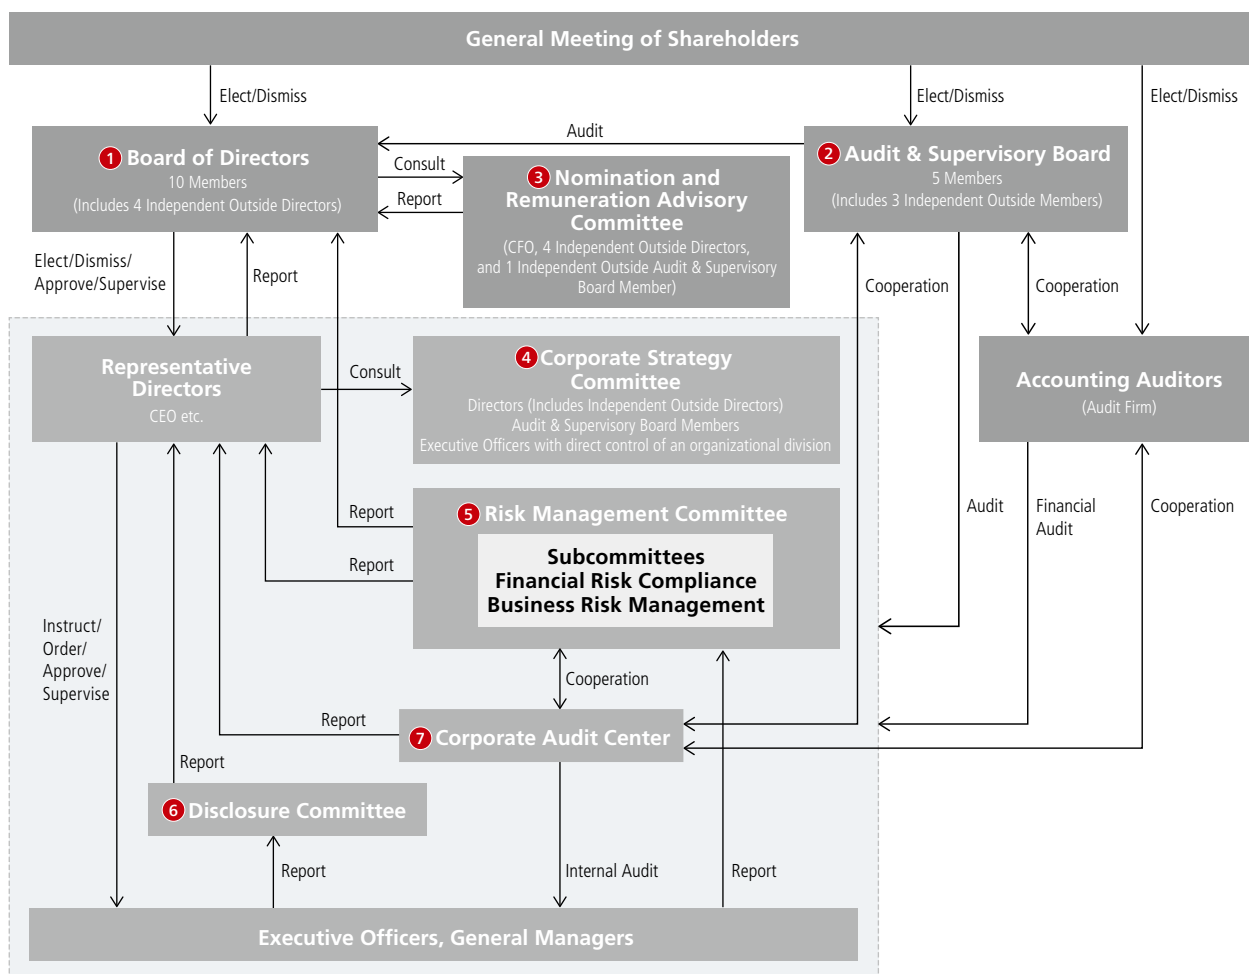 General Meeting of Shareholders
Elect/Dismiss
Elect/Dismiss
Elect/Dismiss
1 Board of Directors
10 Members
(Includes 4 Independent Outside Directors)
Audit
Consult
Report
3 Nomination and
Remuneration Advisory
Committee
(CFO, 4 Independent Outside Directors,
and 1 Independent Outside Audit & Supervisory
Board Member)
2 Audit & Supervisory Board
5 Members
(Includes 3 Independent Outside Members)
Elect/Dismiss/
Approve/Supervise
Report
Cooperation
Cooperation
Representative
Directors
CEO etc.
Consult
4 Corporate Strategy
Committee
Directors (Includes Independent Outside Directors)
Audit & Supervisory Board Members
Executive Officers with direct control of an organizational division
Accounting Auditors
(Audit Firm)
Report
Report
5 Risk Management Committee
Subcommittees
Financial Risk Compliance
Business Risk Management
Audit
Financial
Audit
Cooperation
Instruct/
Order/
Approve/
Supervise
Cooperation
Report
7 Corporate Audit Center
Report
6 Disclosure Committee
Report
Internal Audit
Report
Executive Officers, General Managers